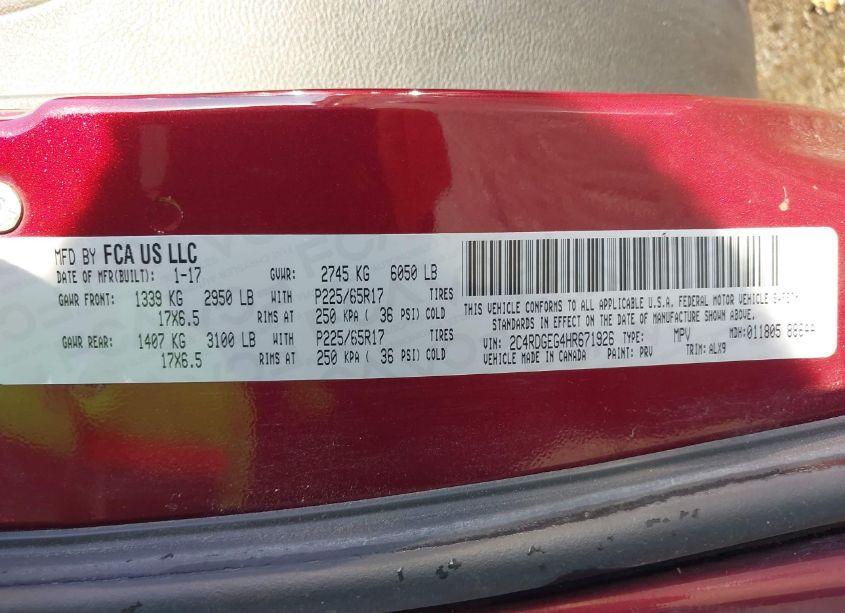 MFD BY FCA US LLC
DATE OF MFR(BUILT): 1-17 GVWR: 2745 KG 6050 LB
GAWR FRONT: 1339 KG 2950 LB WITH P225/65R17 TIRES
17X6.5 RIMS AT 250 KPA ( 36 PSI) COLD
GAWR REAR: 1407 KG 3100 LB WITH P225/65R17 TIRES
17X6.5 RIMS AT 250 KPA ( 36 PSI) COLD
THIS VEHICLE CONFORMS TO ALL APPLICABLE U.S.A. FEDERAL MOTOR VEHICLE SAFETY
STANDARDS IN EFFECT ON THE DATE OF MANUFACTURE SHOWN ABOVE.
VIN: 2C4RDGEG4HR671926 TYPE: MPV MDH: 011805
VEHICLE MADE IN CANADA PAINT: PRV TRIM: ALX9